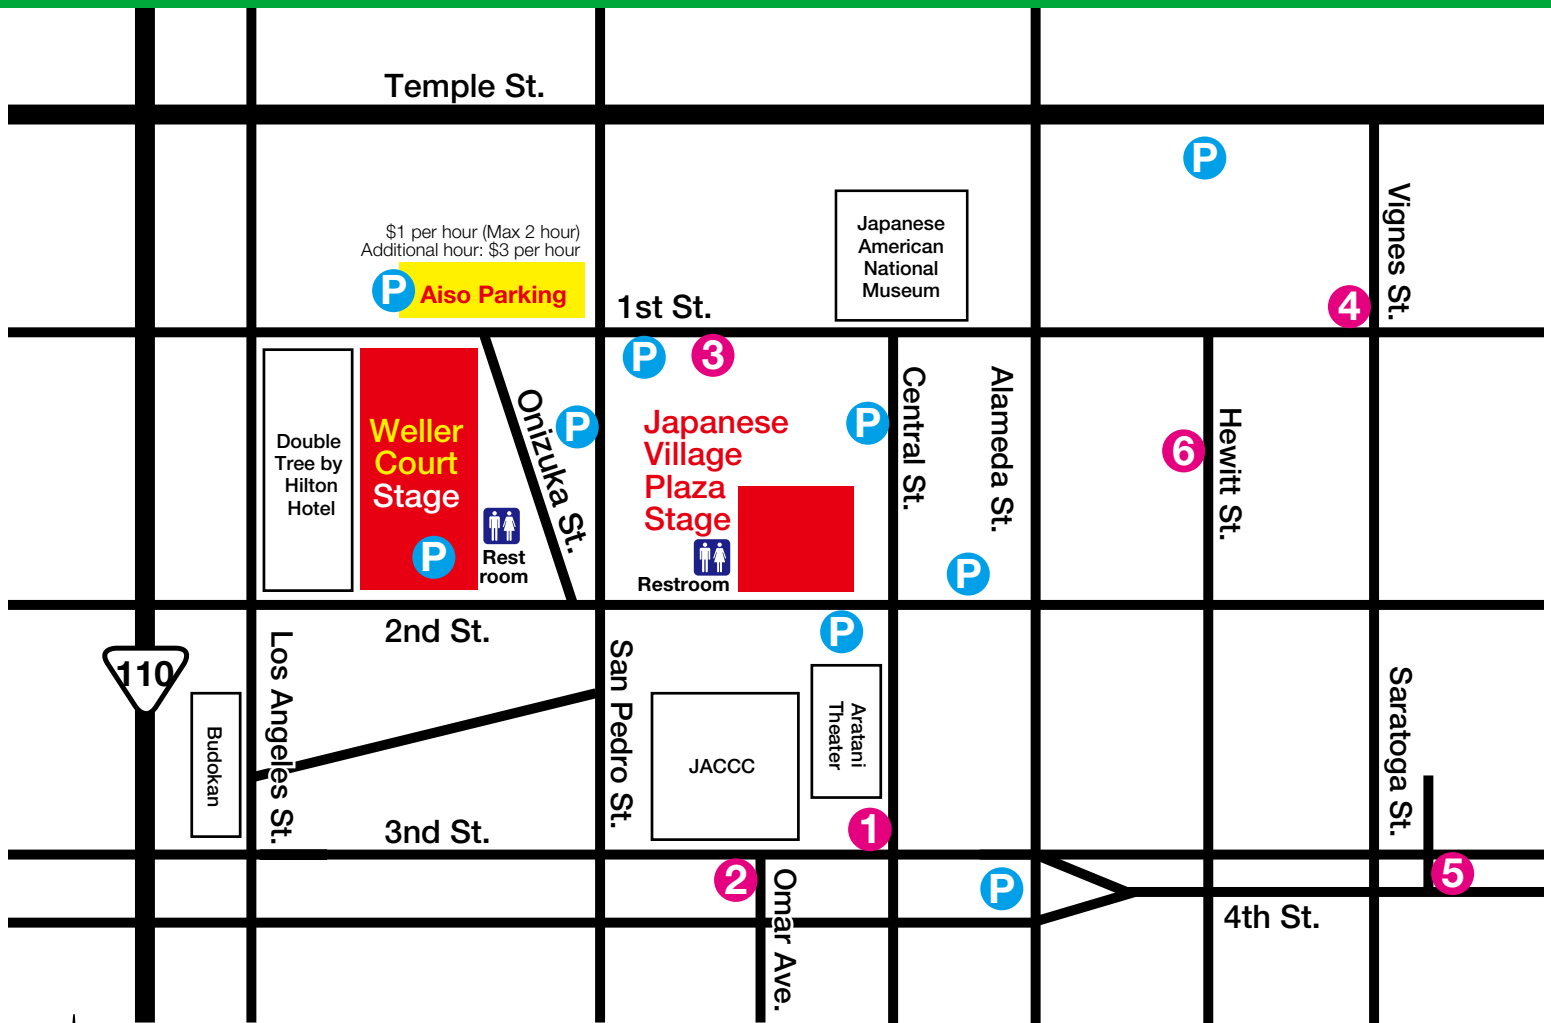 Temple St.
P
Vignes St.
Japanese
American
National
Museum
$1 per hour (Max 2 hour)
Additional hour: $3 per hour
P
Aiso Parking
1st St.
4
P
3
Double
Tree by
Hilton
Hotel
Weller
Court
Stage
P
Onizuka St.
P
Rest
room
Japanese
Village
Plaza
Stage
Restroom
P
Central St.
Alameda St.
P
6
Hewitt St.
2nd St.
P
110
Los Angeles St.
Budokan
San Pedro St.
JACCC
Aratani
Theater
Saratoga St.
3nd St.
1
2
Omar Ave.
P
5
4th St.